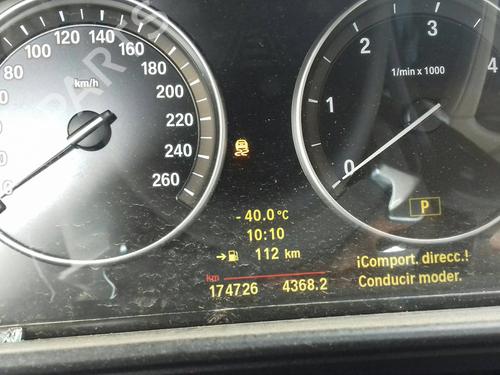 120 140
100 160
80 180
km/h
200
220
240
260
0
1
2
3
4
1/min x 1000
P
- 40.0 °C
10:10
112 km
km
174726 4368.2
¡Comport. direcc.!
Conducir moder.